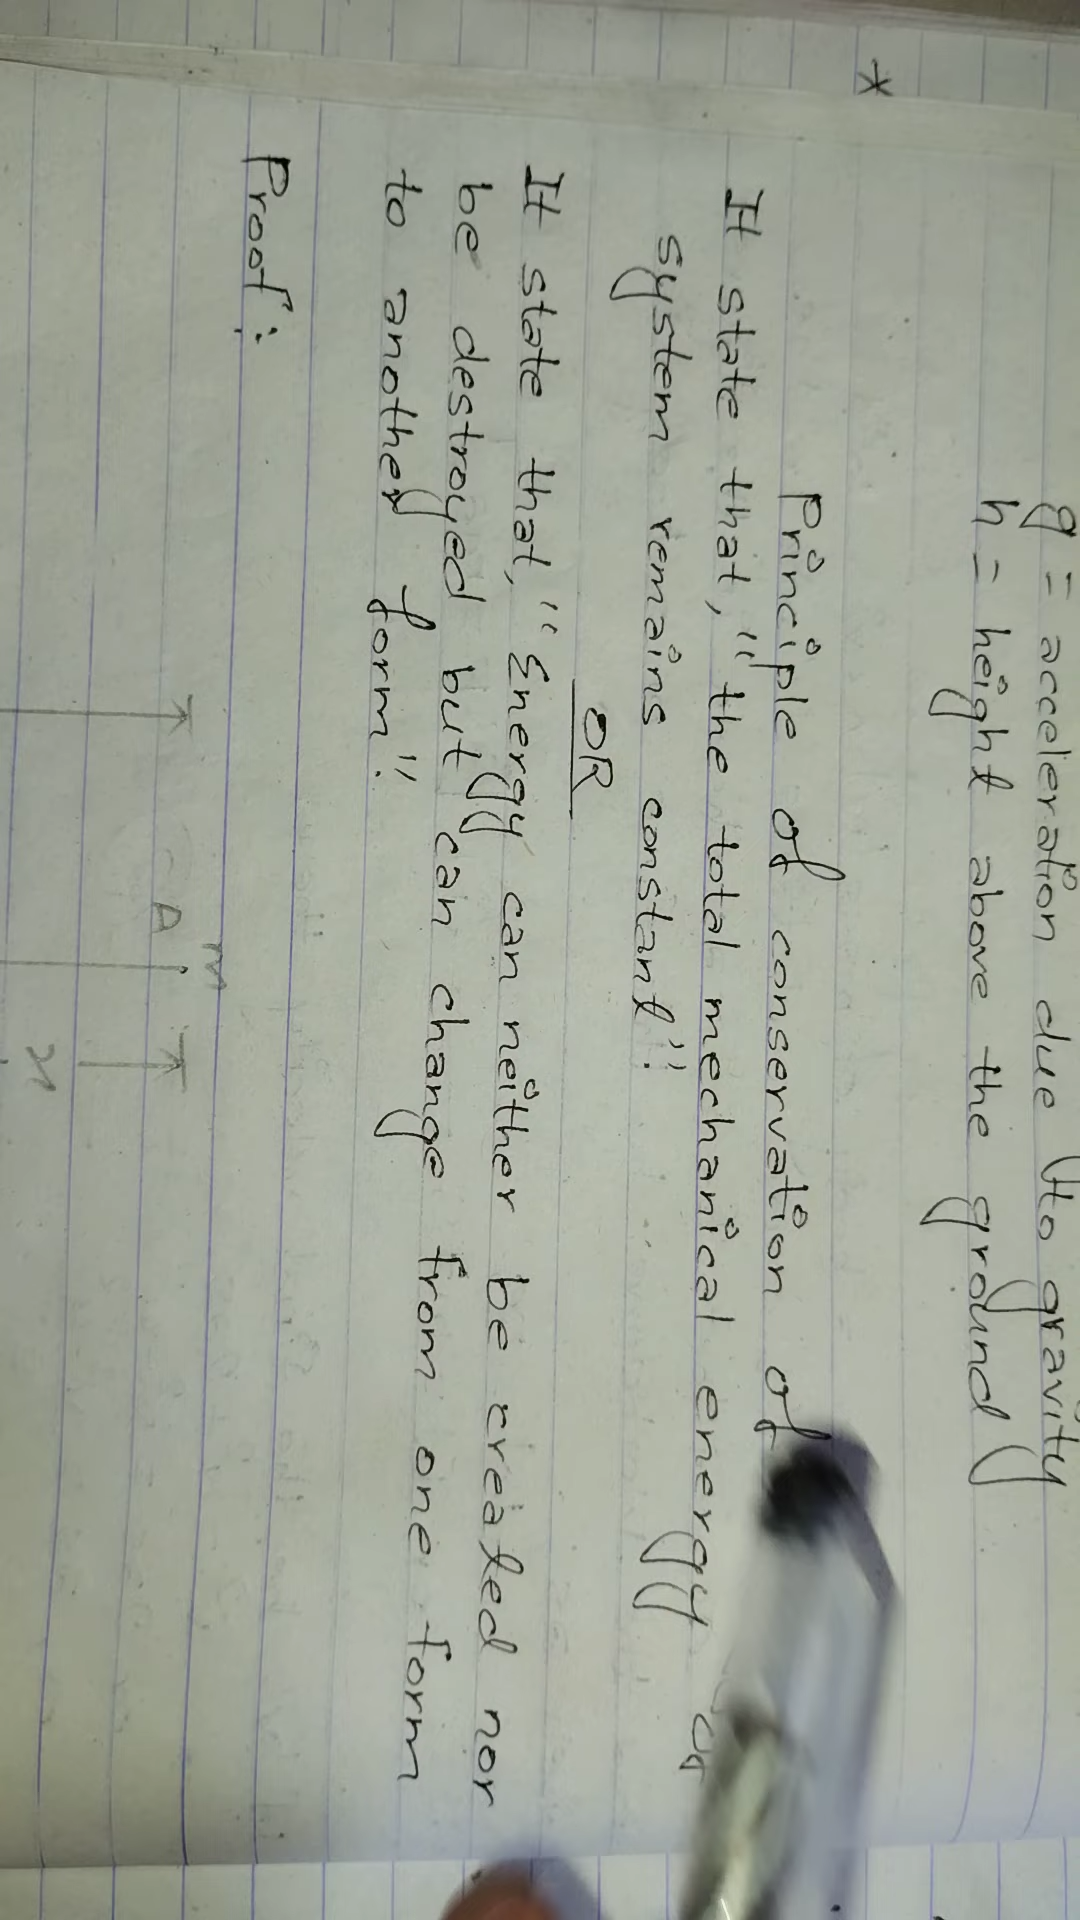 g = acceleration due to gravity
h = height above the ground
*
Principle of conservation of
It state that, " the total mechanical energy
system remains constant".
OR
It state that, " Energy can neither be created nor
be destroyed but can change from one form
to another form".
Proof:
m
A
x